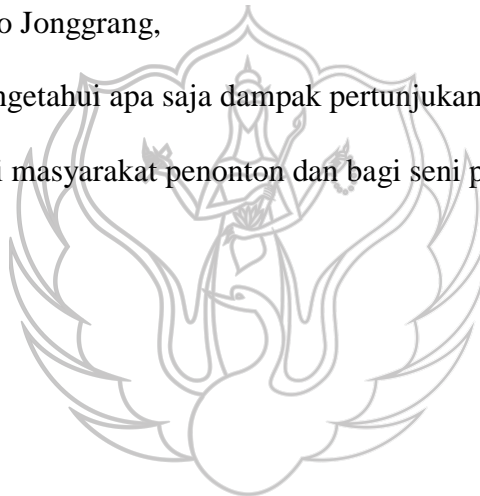 o Jonggrang,
ngetahui apa saja dampak pertunjukan
i masyarakat penonton dan bagi seni p